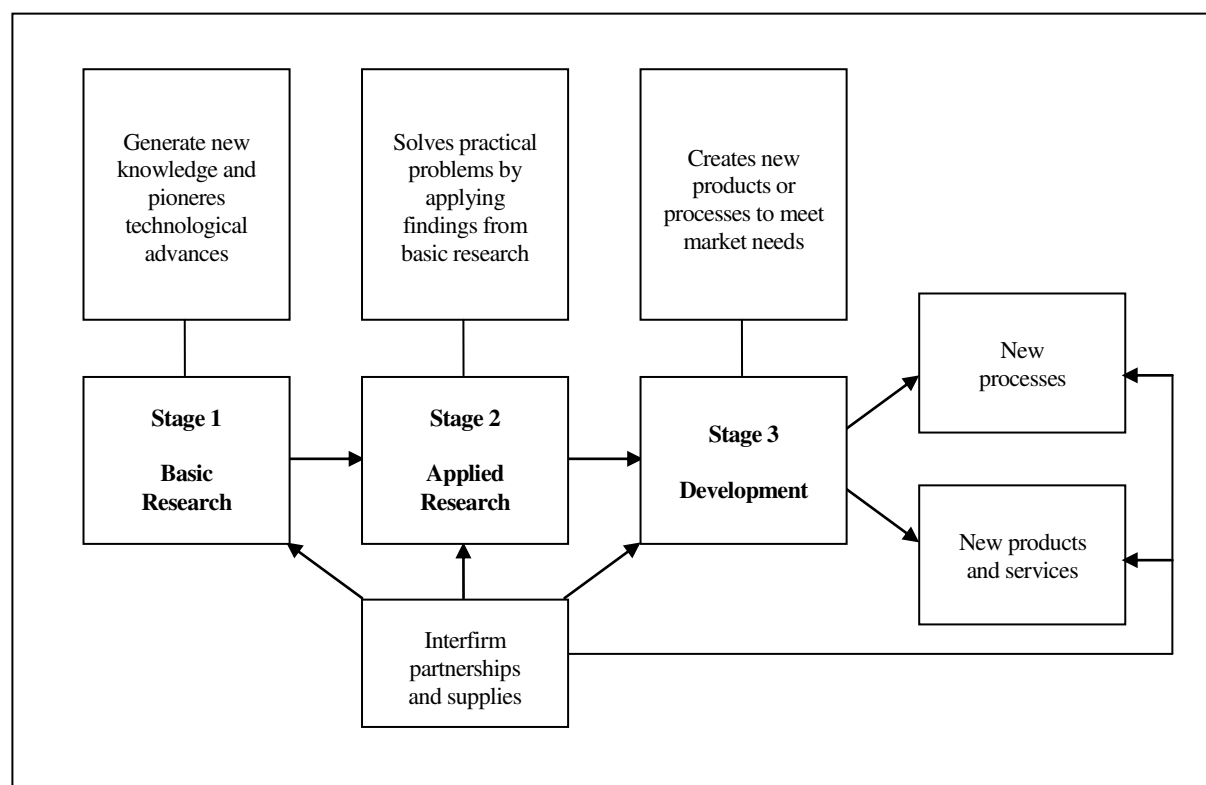 Generate new
knowledge and
pioneres
technological
advances
Solves practical
problems by
applying
findings from
basic research
Creates new
products or
processes to meet
market needs
New
processes
Stage 1
Basic
Research
Stage 2
Applied
Research
Stage 3
Development
New products
and services
Interfirm
partnerships
and supplies